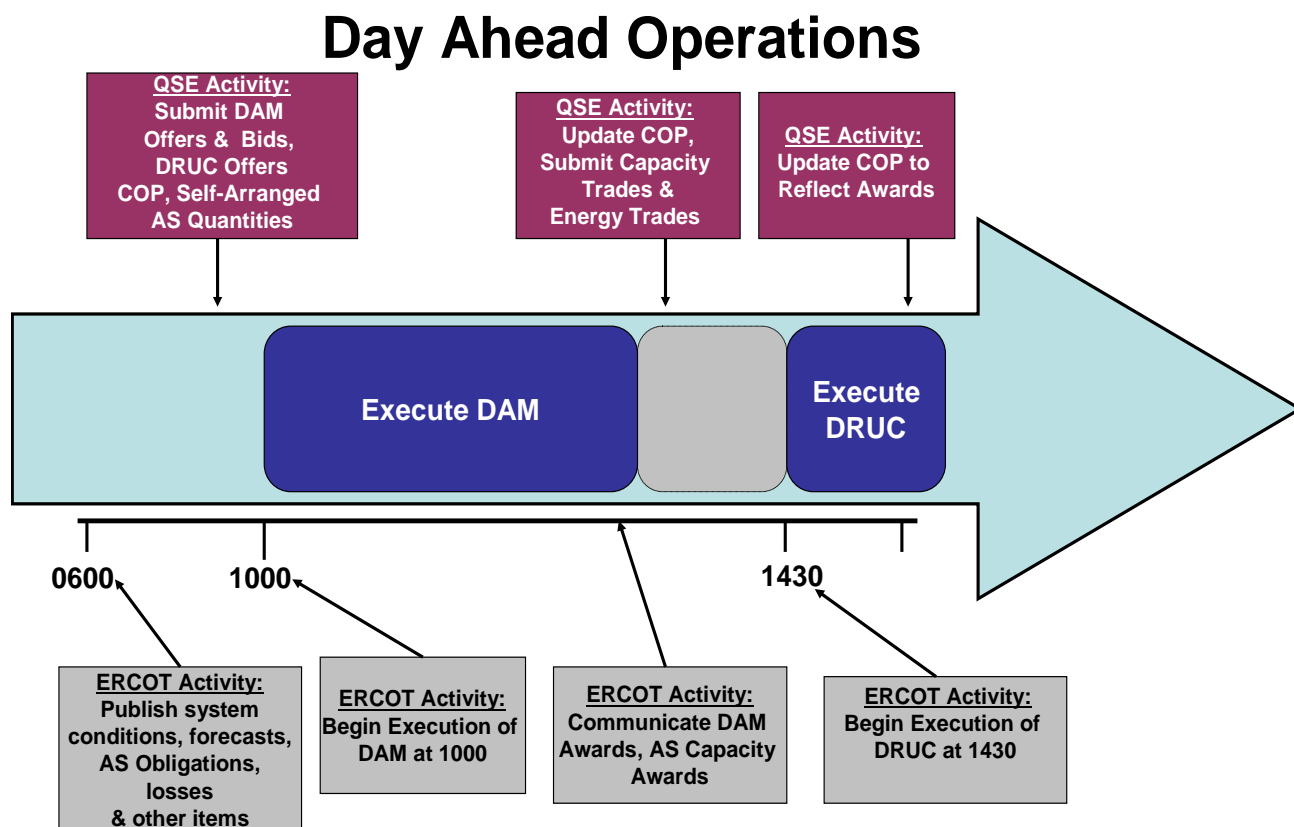 Day Ahead Operations
QSE Activity:
Submit DAM
Offers & Bids,
DRUC Offers
COP, Self-Arranged
AS Quantities
QSE Activity:
Update COP,
Submit Capacity
Trades &
Energy Trades
QSE Activity:
Update COP to
Reflect Awards
Execute DAM
Execute
DRUC
0600
1000
1430
ERCOT Activity:
Publish system
conditions, forecasts,
AS Obligations,
losses
& other items
ERCOT Activity:
Begin Execution of
DAM at 1000
ERCOT Activity:
Communicate DAM
Awards, AS Capacity
Awards
ERCOT Activity:
Begin Execution of
DRUC at 1430